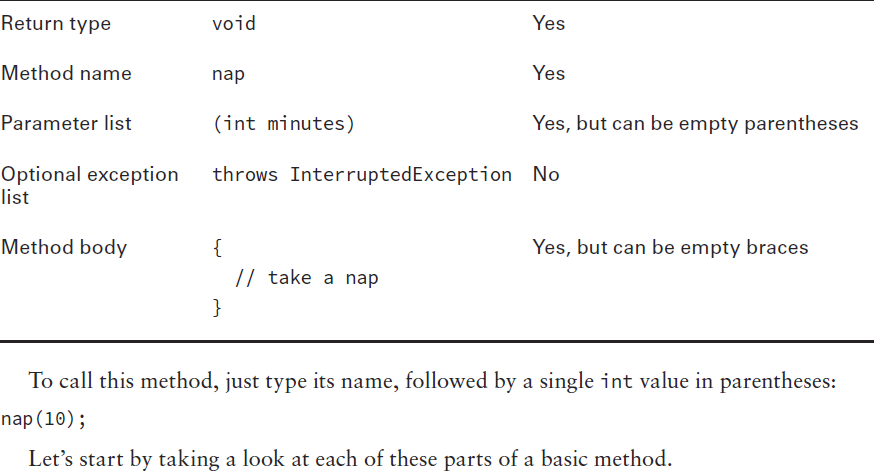 Return type void Yes
Method name nap Yes
Parameter list (int minutes) Yes, but can be empty parentheses
Optional exception throws InterruptedException No
list
Method body { Yes, but can be empty braces
// take a nap
}
To call this method, just type its name, followed by a single int value in parentheses:
nap(10);
Let’s start by taking a look at each of these parts of a basic method.